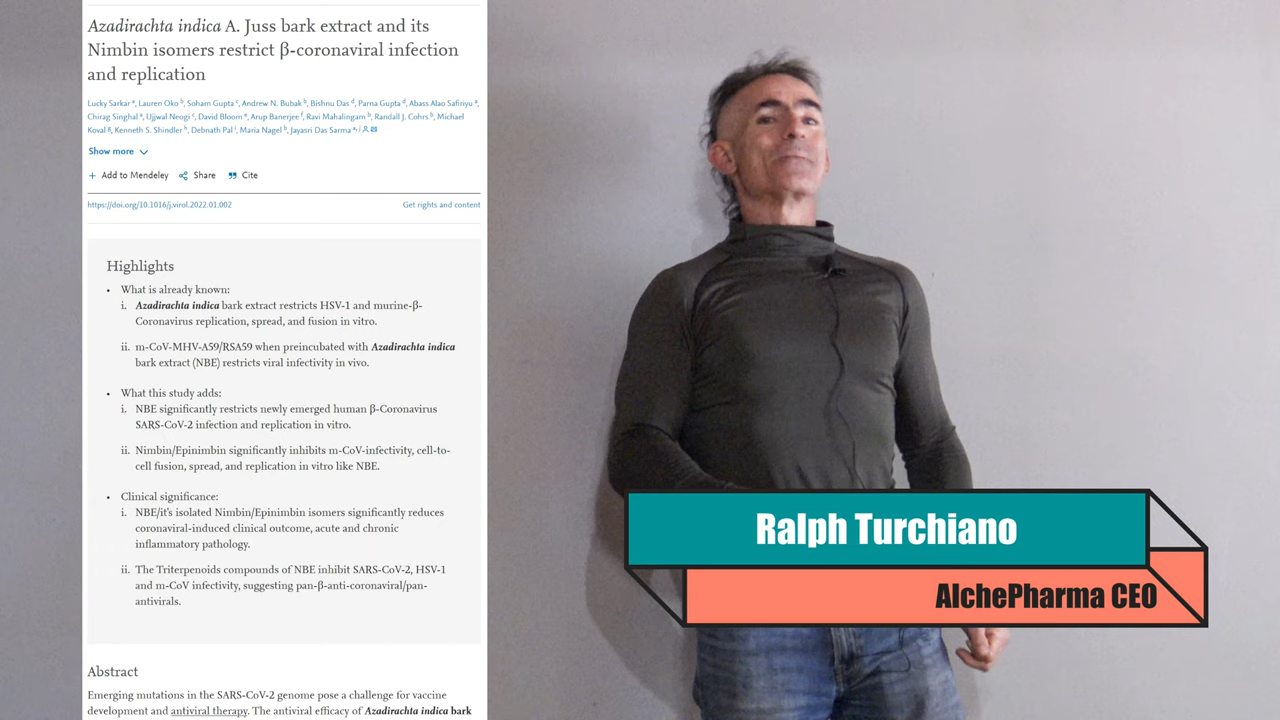 Azadirachta indica A. Juss bark extract and its
Nimbin isomers restrict β-coronaviral infection
and replication
Lucky Sarkar a, Lauren Oko b, Soham Gupta c, Andrew N. Bubak b, Bishnu Das d, Parna Gupta d, Abass Alao Safiriyu a,
Chirag Singhal a, Ujjwal Neogi c, David Bloom e, Arup Banerjee f, Ravi Mahalingam b, Randall J. Cohrs b, Michael
Koval g, Kenneth S. Shindler h, Debnath Pal i, Maria Nagel b, Jayasri Das Sarma a, j
Show more
Add to Mendeley Share Cite
https://doi.org/10.1016/j.virol.2022.01.002 Get rights and content
Highlights
• What is already known:
i. Azadirachta indica bark extract restricts HSV-1 and murine-β-
Coronavirus replication, spread, and fusion in vitro.
ii. m-CoV-MHV-A59/RSA59 when preincubated with Azadirachta indica
bark extract (NBE) restricts viral infectivity in vivo.
• What this study adds:
i. NBE significantly restricts newly emerged human β-Coronavirus
SARS-CoV-2 infection and replication in vitro.
ii. Nimbin/Epinimbin significantly inhibits m-CoV-infectivity, cell-to-
cell fusion, spread, and replication in vitro like NBE.
• Clinical significance:
i. NBE/it's isolated Nimbin/Epinimbin isomers significantly reduces
coronaviral-induced clinical outcome, acute and chronic
inflammatory pathology.
ii. The Triterpenoids compounds of NBE inhibit SARS-CoV-2, HSV-1
and m-CoV infectivity, suggesting pan-β-anti-coronaviral/pan-
antivirals.
Abstract
Emerging mutations in the SARS-CoV-2 genome pose a challenge for vaccine
development and antiviral therapy. The antiviral efficacy of Azadirachta indica bark
Ralph Turchiano
AlchePharma CEO